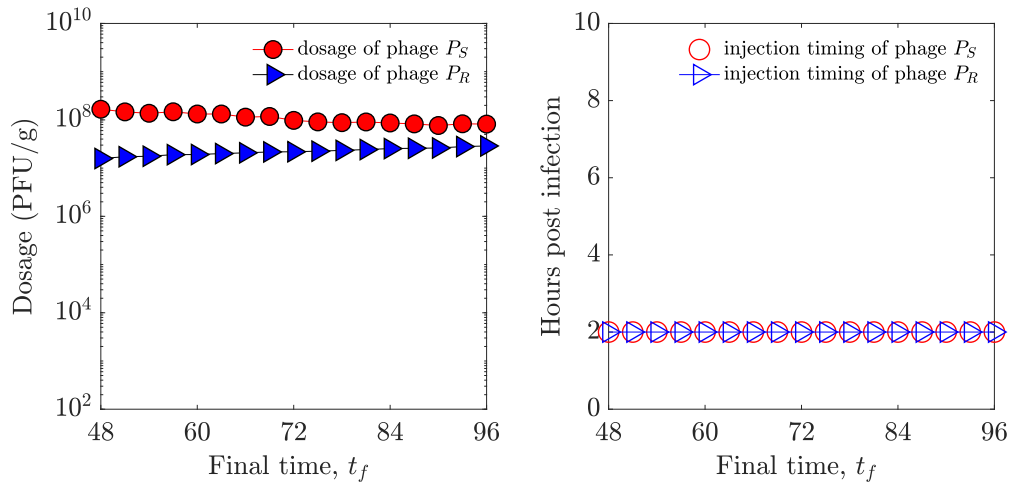 10^10
10^8
10^6
10^4
10^2
Dosage (PFU/g)
dosage of phage P_S
dosage of phage P_R
48 60 72 84 96
Final time, t_f
10
8
6
4
2
0
Hours post infection
injection timing of phage P_S
injection timing of phage P_R
48 60 72 84 96
Final time, t_f